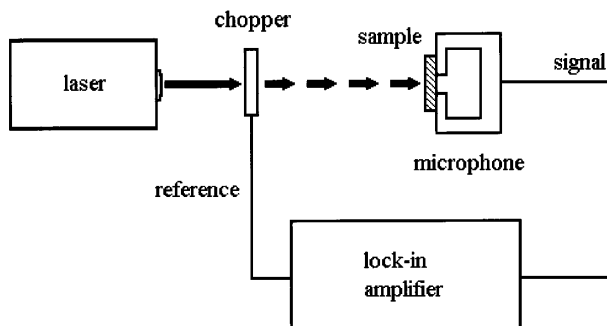 chopper
laser
sample
signal
microphone
reference
lock-in
amplifier